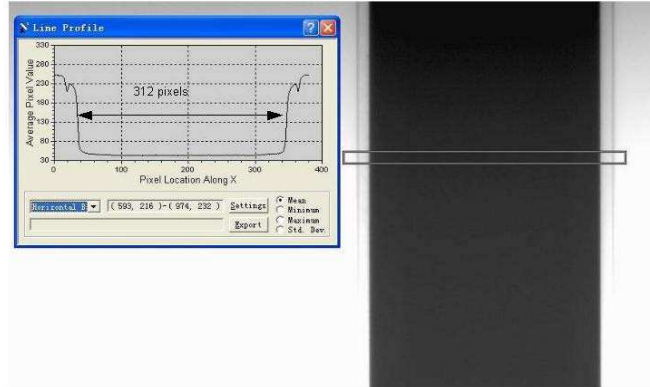 Line Profile
330
280
230
180
130
80
30
Average Pixel Value
312 pixels
0 100 200 300 400
Pixel Location Along X
Horizontal B ( 593, 216 )-( 974, 232 ) Settings
Export
Mean
Minimum
Maximum
Std. Dev.